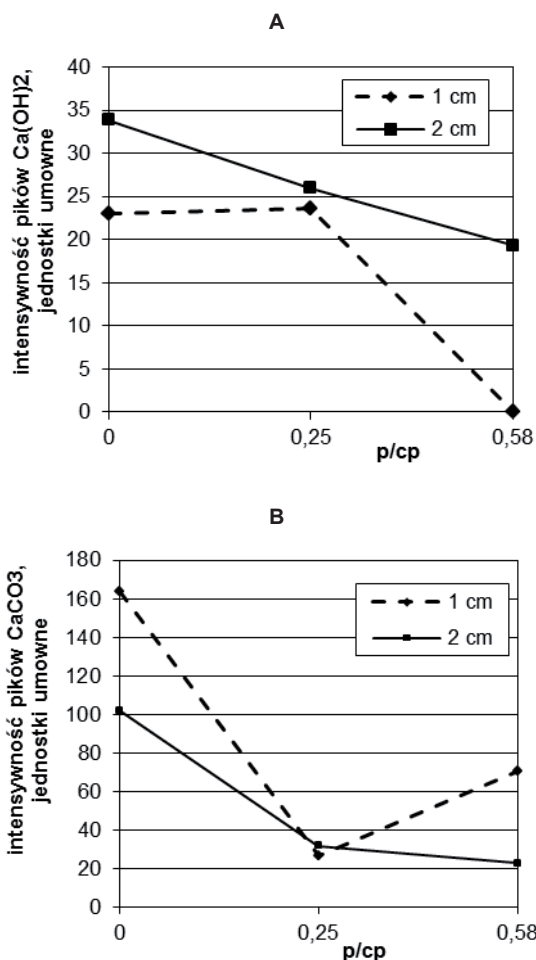 A
intensywność pików Ca(OH)2,
jednostki umowne
40
35
30
25
20
15
10
5
0
1 cm
2 cm
0
0,25
0,58
p/cp
B
intensywność pików CaCO3,
jednostki umowne
180
160
140
120
100
80
60
40
20
0
1 cm
2 cm
0
0,25
0,58
p/cp